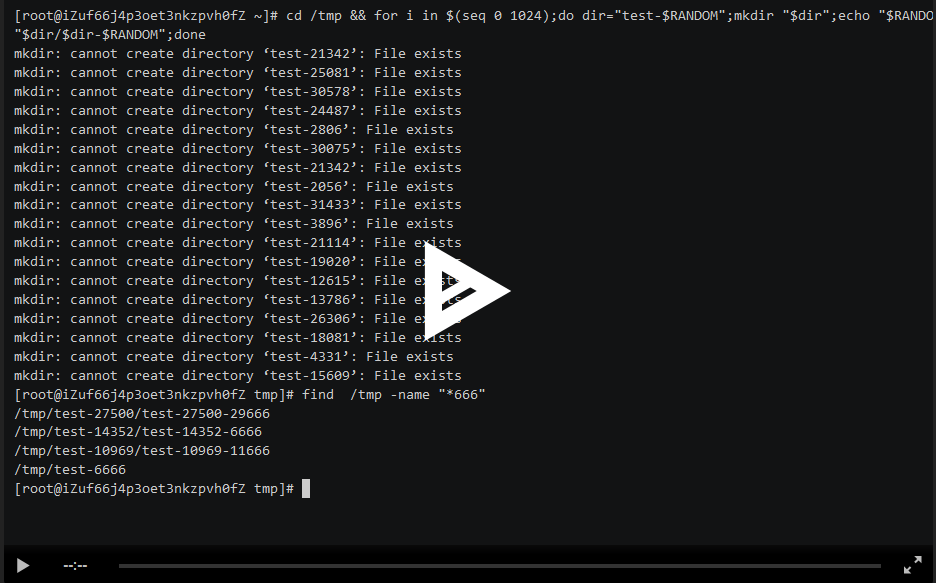 [root@iZuf66j4p3oet3nkzpvh0fZ ~]# cd /tmp && for i in $(seq 0 1024);do dir="test-$RANDOM";mkdir "$dir";echo "$RANDO
"$dir/$dir-$RANDOM";done
mkdir: cannot create directory ‘test-21342’: File exists
mkdir: cannot create directory ‘test-25081’: File exists
mkdir: cannot create directory ‘test-30578’: File exists
mkdir: cannot create directory ‘test-24487’: File exists
mkdir: cannot create directory ‘test-2806’: File exists
mkdir: cannot create directory ‘test-30075’: File exists
mkdir: cannot create directory ‘test-21342’: File exists
mkdir: cannot create directory ‘test-2056’: File exists
mkdir: cannot create directory ‘test-31433’: File exists
mkdir: cannot create directory ‘test-3896’: File exists
mkdir: cannot create directory ‘test-21114’: File exists
mkdir: cannot create directory ‘test-19020’: File exists
mkdir: cannot create directory ‘test-12615’: File exists
mkdir: cannot create directory ‘test-13786’: File exists
mkdir: cannot create directory ‘test-26306’: File exists
mkdir: cannot create directory ‘test-18081’: File exists
mkdir: cannot create directory ‘test-4331’: File exists
mkdir: cannot create directory ‘test-15609’: File exists
[root@iZuf66j4p3oet3nkzpvh0fZ tmp]# find  /tmp -name "*666"
/tmp/test-27500/test-27500-29666
/tmp/test-14352/test-14352-6666
/tmp/test-10969/test-10969-11666
/tmp/test-6666
[root@iZuf66j4p3oet3nkzpvh0fZ tmp]#
--:--